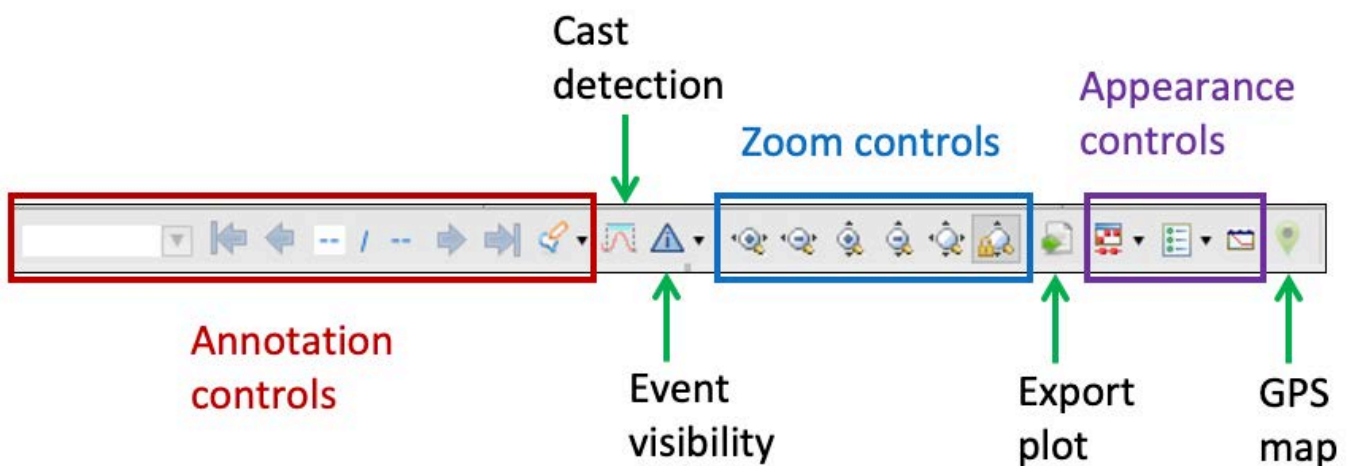 Cast
detection
Appearance
controls
Zoom controls
-- / --
Annotation
controls
Event
visibility
Export
plot
GPS
map